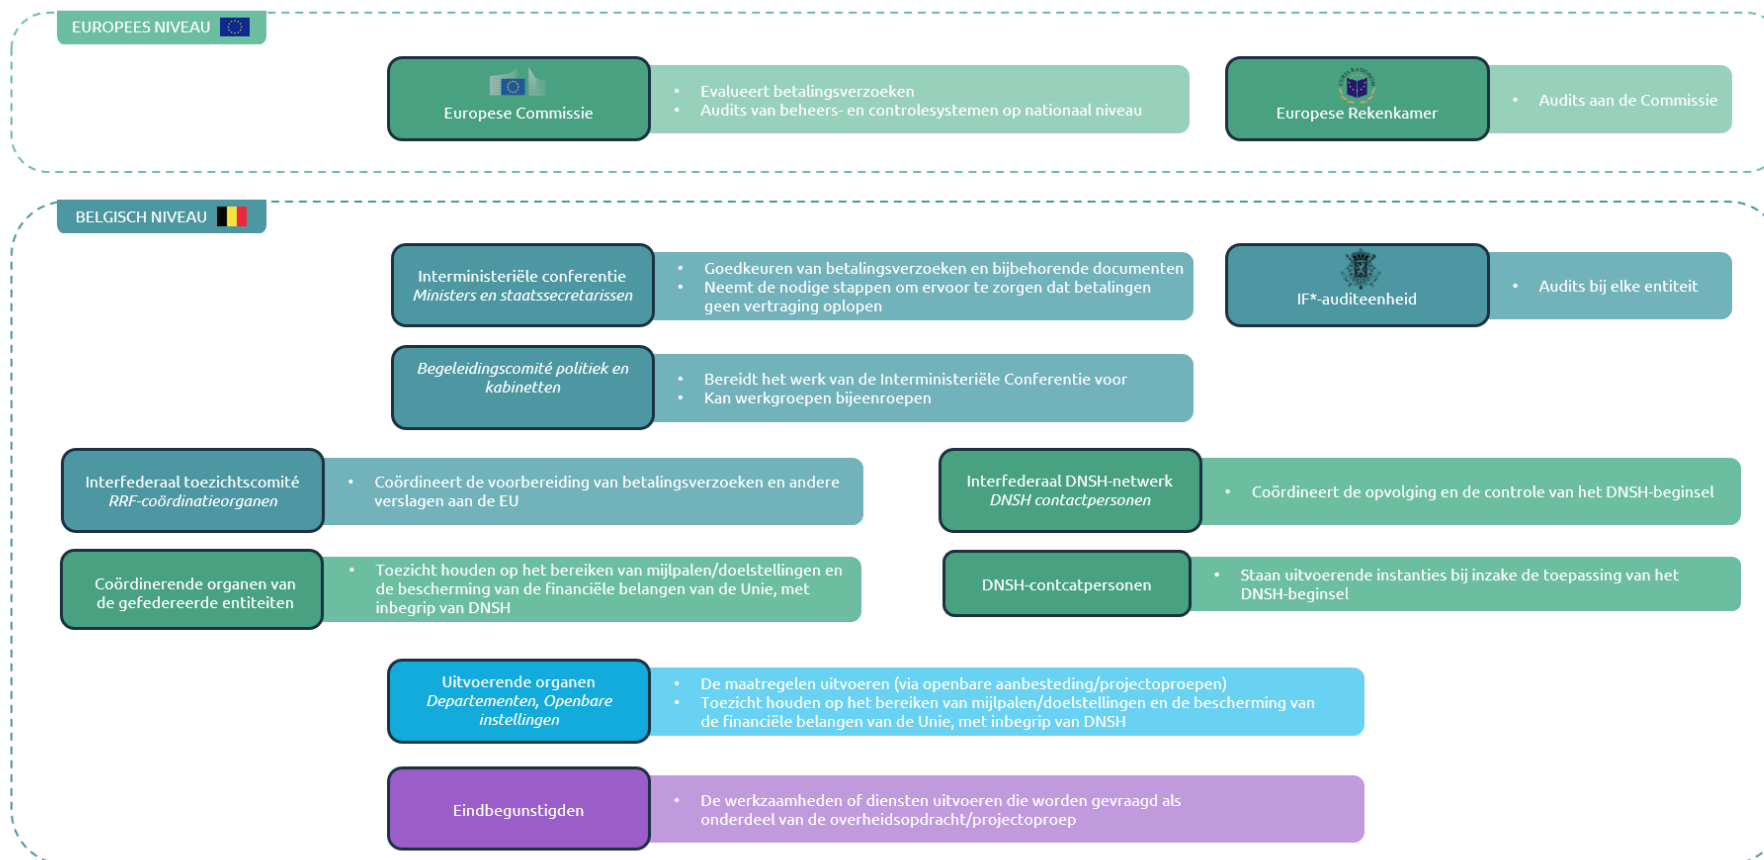 EUROPEES NIVEAU
Europese Commissie
• Evalueert betalingsverzoeken
• Audits van beheers- en controlesystemen op nationaal niveau
Europese Rekenkamer
• Audits aan de Commissie
BELGISCH NIVEAU
Interministeriële conferentie
Ministers en staatssecretarissen
• Goedkeuren van betalingsverzoeken en bijbehorende documenten
• Neemt de nodige stappen om ervoor te zorgen dat betalingen
geen vertraging oplopen
IF*-auditeenheid
• Audits bij elke entiteit
Begeleidingscomité politiek en
kabinetten
• Bereidt het werk van de Interministeriële Conferentie voor
• Kan werkgroepen bijeenroepen
Interfederaal toezichtscomité
RRF-coördinatieorganen
• Coördineert de voorbereiding van betalingsverzoeken en andere
verslagen aan de EU
Interfederaal DNSH-netwerk
DNSH contactpersonen
• Coördineert de opvolging en de controle van het DNSH-beginsel
Coördinerende organen van
de gefedereerde entiteiten
• Toezicht houden op het bereiken van mijlpalen/doelstellingen en
de bescherming van de financiële belangen van de Unie, met
inbegrip van DNSH
DNSH-contcatpersonen
• Staan uitvoerende instanties bij inzake de toepassing van het
DNSH-beginsel
Uitvoerende organen
Departementen, Openbare
instellingen
• De maatregelen uitvoeren (via openbare aanbesteding/projectoproepen)
• Toezicht houden op het bereiken van mijlpalen/doelstellingen en de bescherming van
de financiële belangen van de Unie, met inbegrip van DNSH
Eindbegunstigden
• De werkzaamheden of diensten uitvoeren die worden gevraagd als
onderdeel van de overheidsopdracht/projectoproep